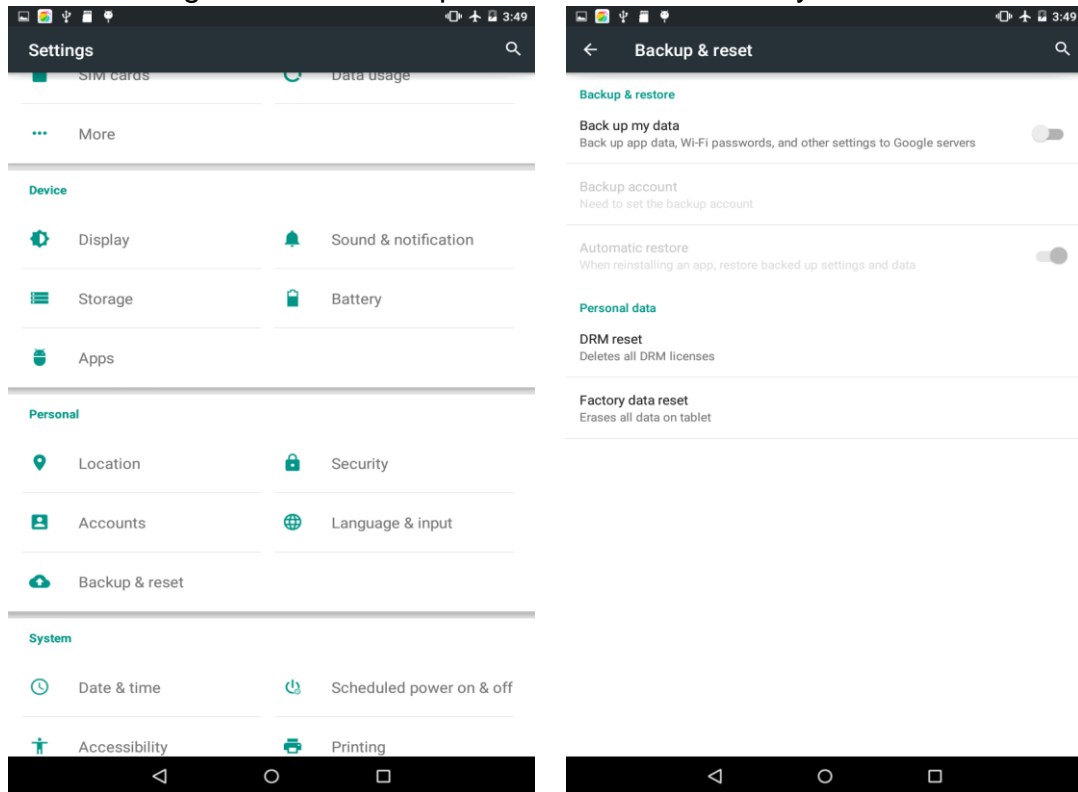 3:49
Settings
SIM cards
Data usage
More
Device
Display
Sound & notification
Storage
Battery
Apps
Personal
Location
Security
Accounts
Language & input
Backup & reset
System
Date & time
Scheduled power on & off
Accessibility
Printing
3:49
Backup & reset
Backup & restore
Back up my data
Back up app data, Wi-Fi passwords, and other settings to Google servers
Backup account
Need to set the backup account
Automatic restore
When reinstalling an app, restore backed up settings and data
Personal data
DRM reset
Deletes all DRM licenses
Factory data reset
Erases all data on tablet